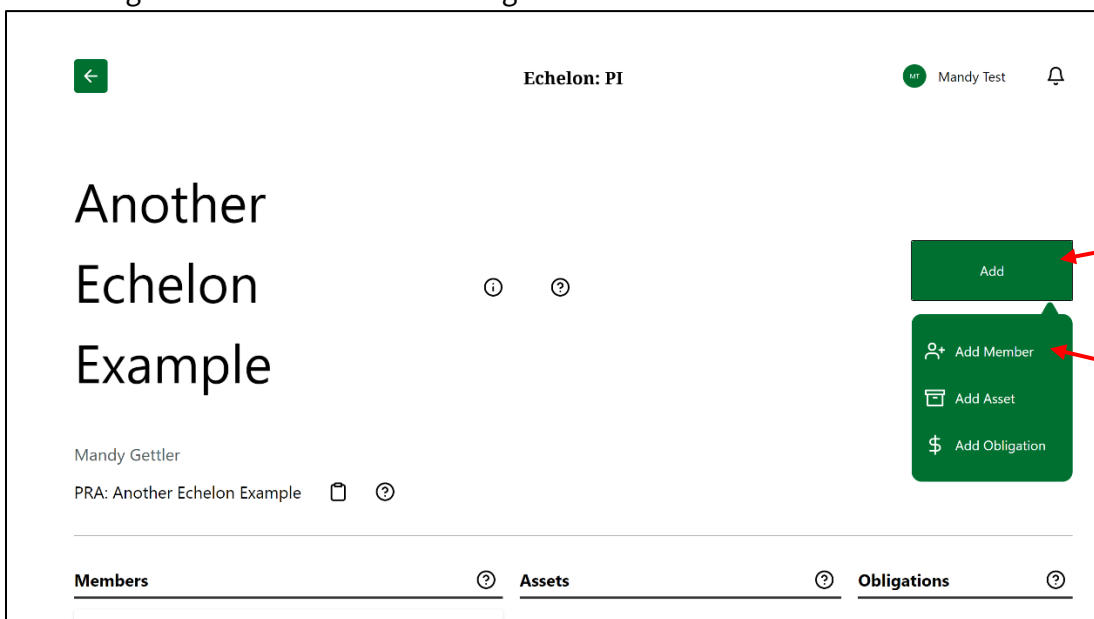 Echelon: PI
MT Mandy Test
Another
Echelon
Example
Add
Add Member
Add Asset
Add Obligation
Mandy Gettler
PRA: Another Echelon Example
Members Assets Obligations